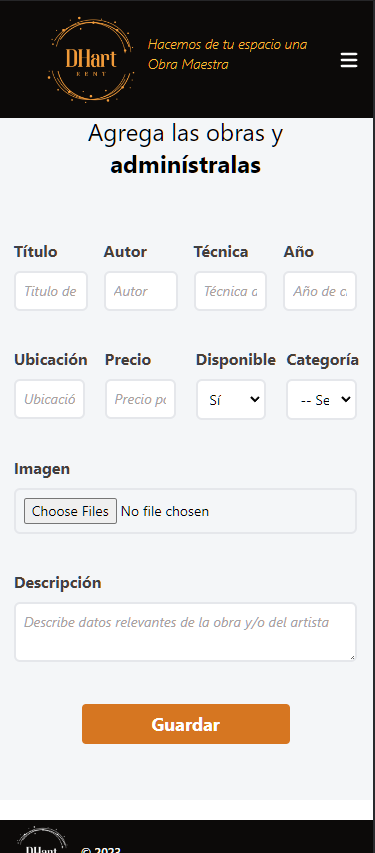 DHart
RENT
Hacemos de tu espacio una
Obra Maestra
Agrega las obras y
adminístralas
Título Autor Técnica Año
Titulo de Autor Técnica Año de
Ubicación Precio Disponible Categoría
Precio Sí -- Se
Imagen
Choose Files No file chosen
Descripción
Describe datos relevantes de la obra y/o del artista
Guardar
DHart
© 2023